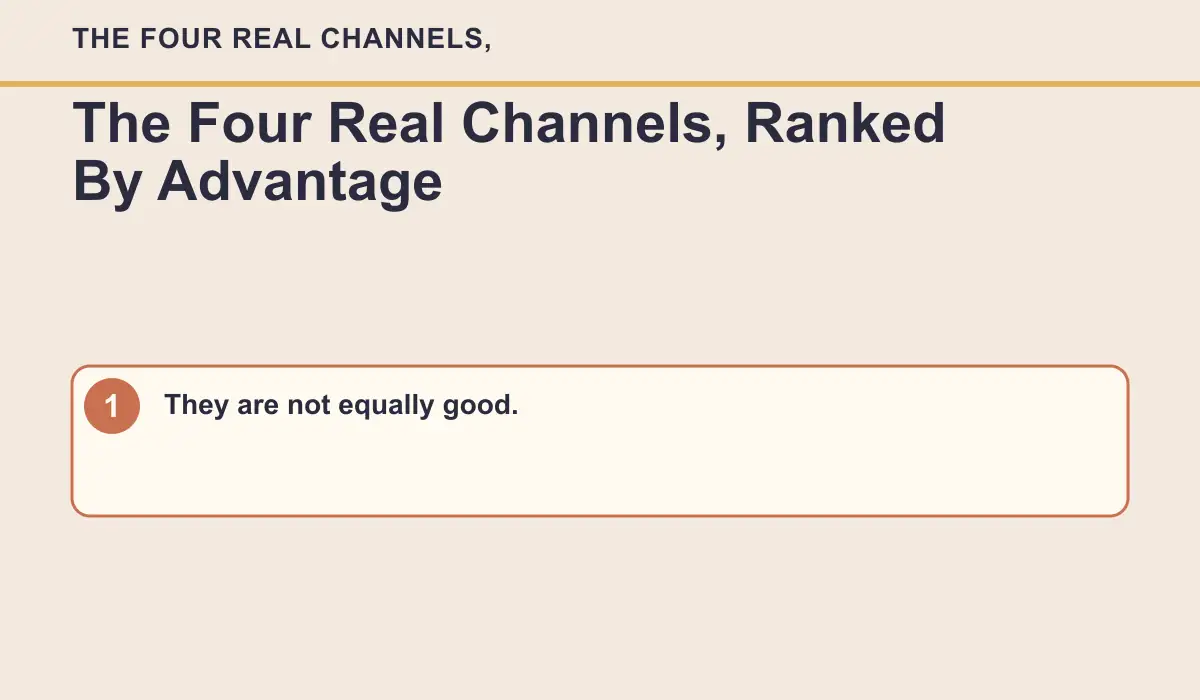 THE FOUR REAL CHANNELS,
The Four Real Channels, Ranked
By Advantage
1
They are not equally good.